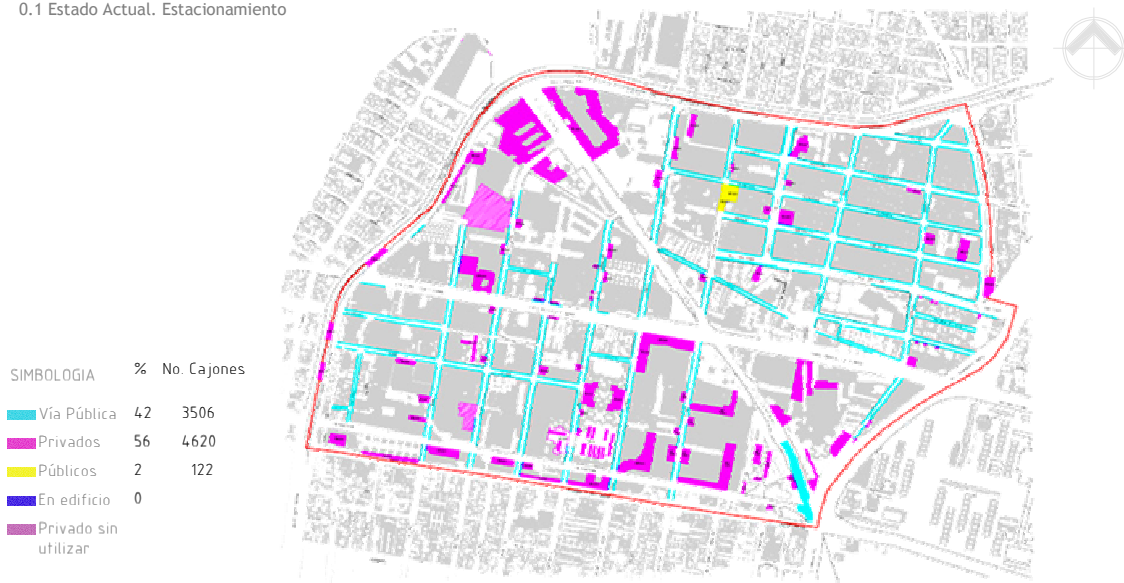 0.1 Estado Actual. Estacionamiento
SIMBOLOGIA % No. Cajones
Vía Pública 42 3506
Privados 56 4620
Públicos 2 122
En edificio 0
Privado sin
utilizar